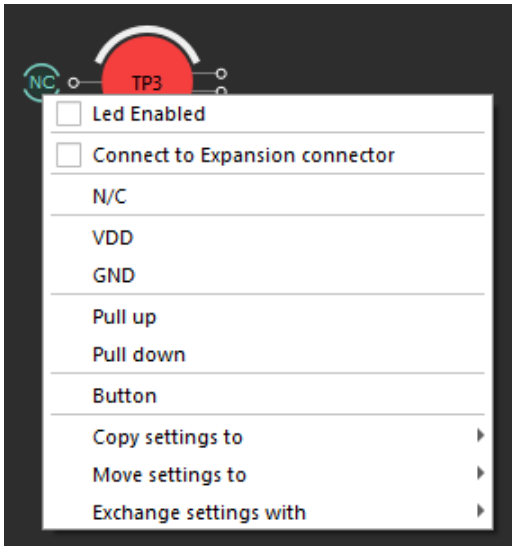 NC
TP3
Led Enabled
Connect to Expansion connector
N/C
VDD
GND
Pull up
Pull down
Button
Copy settings to
Move settings to
Exchange settings with